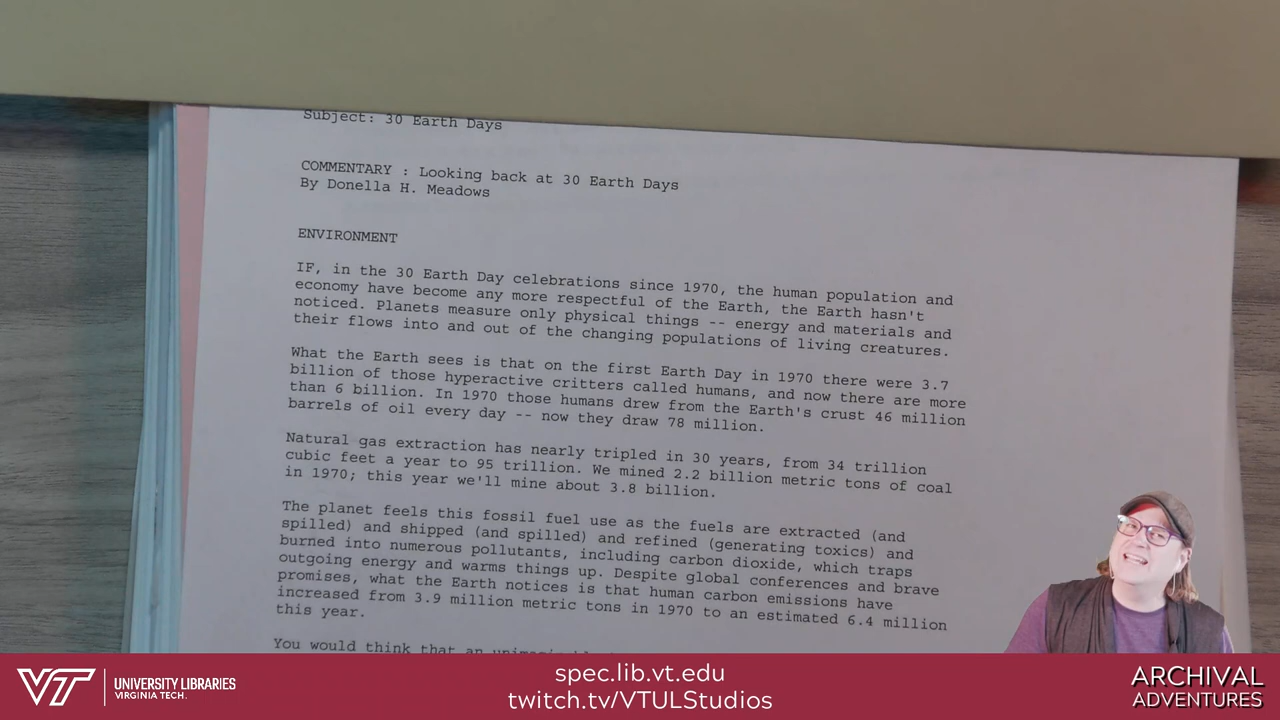 Subject: 30 Earth Days
COMMENTARY : Looking back at 30 Earth Days
By Donella H. Meadows
ENVIRONMENT
IF, in the 30 Earth Day celebrations since 1970, the human population and
economy have become any more respectful of the Earth, the Earth hasn't
noticed. Planets measure only physical things -- energy and materials and
their flows into and out of the changing populations of living creatures.
What the Earth sees is that on the first Earth Day in 1970 there were 3.7
billion of those hyperactive critters called humans, and now there are more
than 6 billion. In 1970 those humans drew from the Earth's crust 46 million
barrels of oil every day -- now they draw 78 million.
Natural gas extraction has nearly tripled in 30 years, from 34 trillion
cubic feet a year to 95 trillion. We mined 2.2 billion metric tons of coal
in 1970; this year we'll mine about 3.8 billion.
The planet feels this fossil fuel use as the fuels are extracted (and
spilled) and shipped (and spilled) and refined (generating toxics) and
burned into numerous pollutants, including carbon dioxide, which traps
outgoing energy and warms things up. Despite global conferences and brave
promises, what the Earth notices is that human carbon emissions have
increased from 3.9 million metric tons in 1970 to an estimated 6.4 million
this year.
You would think that an
VT UNIVERSITY LIBRARIES
VIRGINIA TECH.
spec.lib.vt.edu
twitch.tv/VTULStudios
ARCHIVAL
ADVENTURES